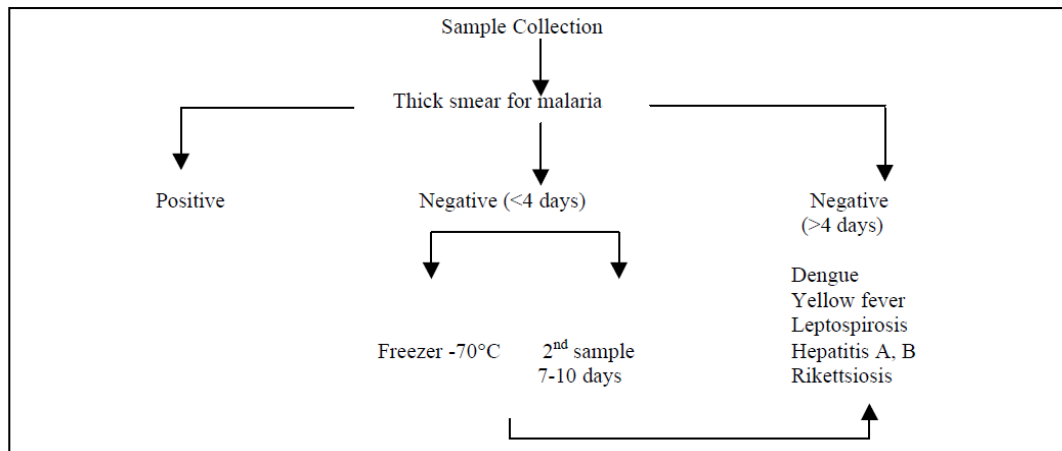 Sample Collection
Thick smear for malaria
Positive
Negative (<4 days)
Negative
(>4 days)
Dengue
Yellow fever
Leptospirosis
Hepatitis A, B
Rikettsiosis
Freezer -70°C
2nd sample
7-10 days